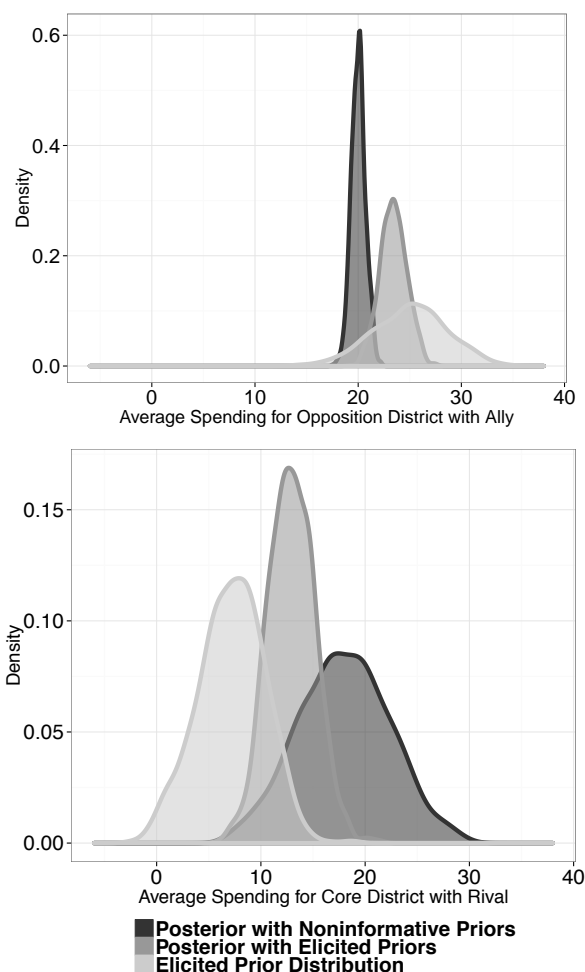 0.6
0.4
0.2
0.0
Density
0 10 20 30 40
Average Spending for Opposition District with Ally
0.15
0.10
0.05
0.00
Density
0 10 20 30 40
Average Spending for Core District with Rival
Posterior with Noninformative Priors
Posterior with Elicited Priors
Elicited Prior Distribution